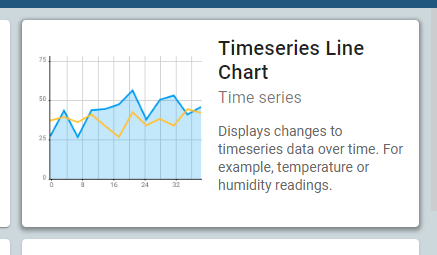 Timeseries Line
Chart
Time series
Displays changes to
timeseries data over time. For
example, temperature or
humidity readings.
75
50
25
0
0 8 16 24 32